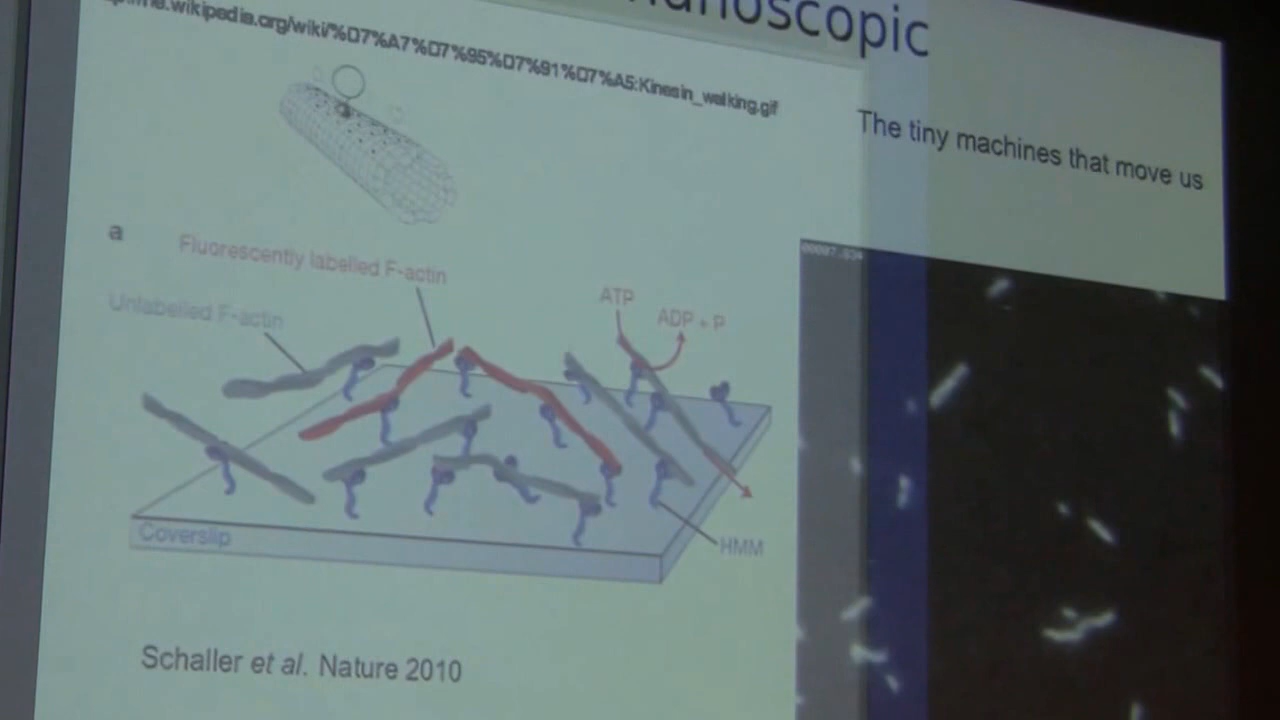 .wikipedia.org/wiki/%D7%A7%D7%95%D7%91%D7%A5:Kinesin_walking.gif
The tiny machines that move us
a
Fluorescently labelled F-actin
Unlabelled F-actin
ATP
ADP + P
HMM
Coverslip
Schaller et al. Nature 2010